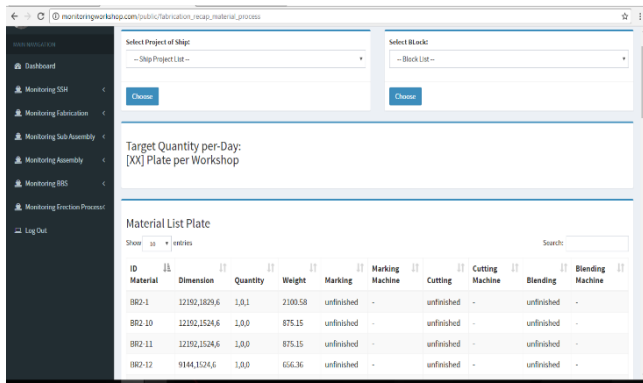 monitoringworkshop.com/public/fabrication_recap_material_process
MAIN NAVIGATION
Dashboard
Monitoring SSH
Monitoring Fabrication
Monitoring Sub Assembly
Monitoring Assembly
Monitoring BRS
Monitoring Erection Process
Log Out
Select Project of Ship:
-- Ship Project List --
Choose
Select BLock:
-- Block List --
Choose
Target Quantity per-Day:
[XX] Plate per Workshop
Material List Plate
Show 10 entries
Search:
ID Material Dimension Quantity Weight Marking Marking Machine Cutting Cutting Machine Blending Blending Machine
BR2-1 12192,1829,6 1,0,1 2100.58 unfinished - unfinished - unfinished -
BR2-10 12192,1524,6 1,0,0 875.15 unfinished - unfinished - unfinished -
BR2-11 12192,1524,6 1,0,0 875.15 unfinished - unfinished - unfinished -
BR2-12 9144,1524,6 1,0,0 656.36 unfinished - unfinished - unfinished -